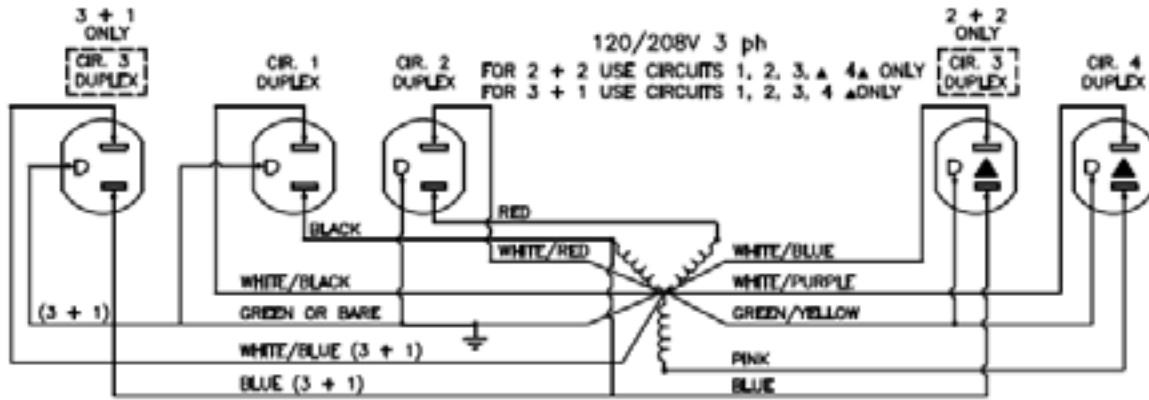 3 + 1
ONLY
CIR. 3
DUPLEX
CIR. 1
DUPLEX
CIR. 2
DUPLEX
120/208V 3 ph
FOR 2 + 2 USE CIRCUITS 1, 2, 3,▲ 4▲ ONLY
FOR 3 + 1 USE CIRCUITS 1, 2, 3, 4 ▲ONLY
2 + 2
ONLY
CIR. 3
DUPLEX
CIR. 4
DUPLEX
RED
BLACK
WHITE/RED
WHITE/BLUE
WHITE/BLACK
WHITE/PURPLE
(3 + 1)
GREEN OR BARE
GREEN/YELLOW
WHITE/BLUE (3 + 1)
PINK
BLUE (3 + 1)
BLUE